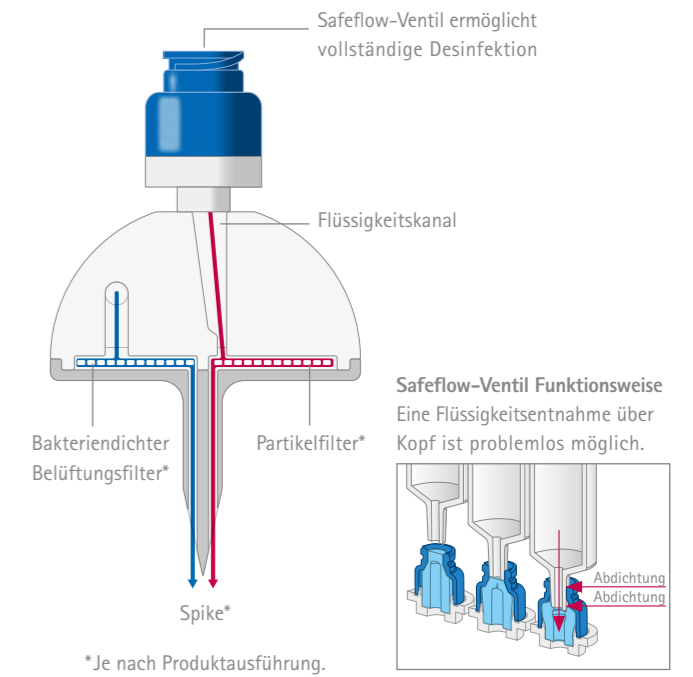 Safeflow-Ventil ermöglicht
vollständige Desinfektion
Flüssigkeitskanal
Bakteriendichter
Belüftungsfilter*
Partikelfilter*
Spike*
*Je nach Produktausführung.
Safeflow-Ventil Funktionsweise
Eine Flüssigkeitsentnahme über
Kopf ist problemlos möglich.
Abdichtung
Abdichtung